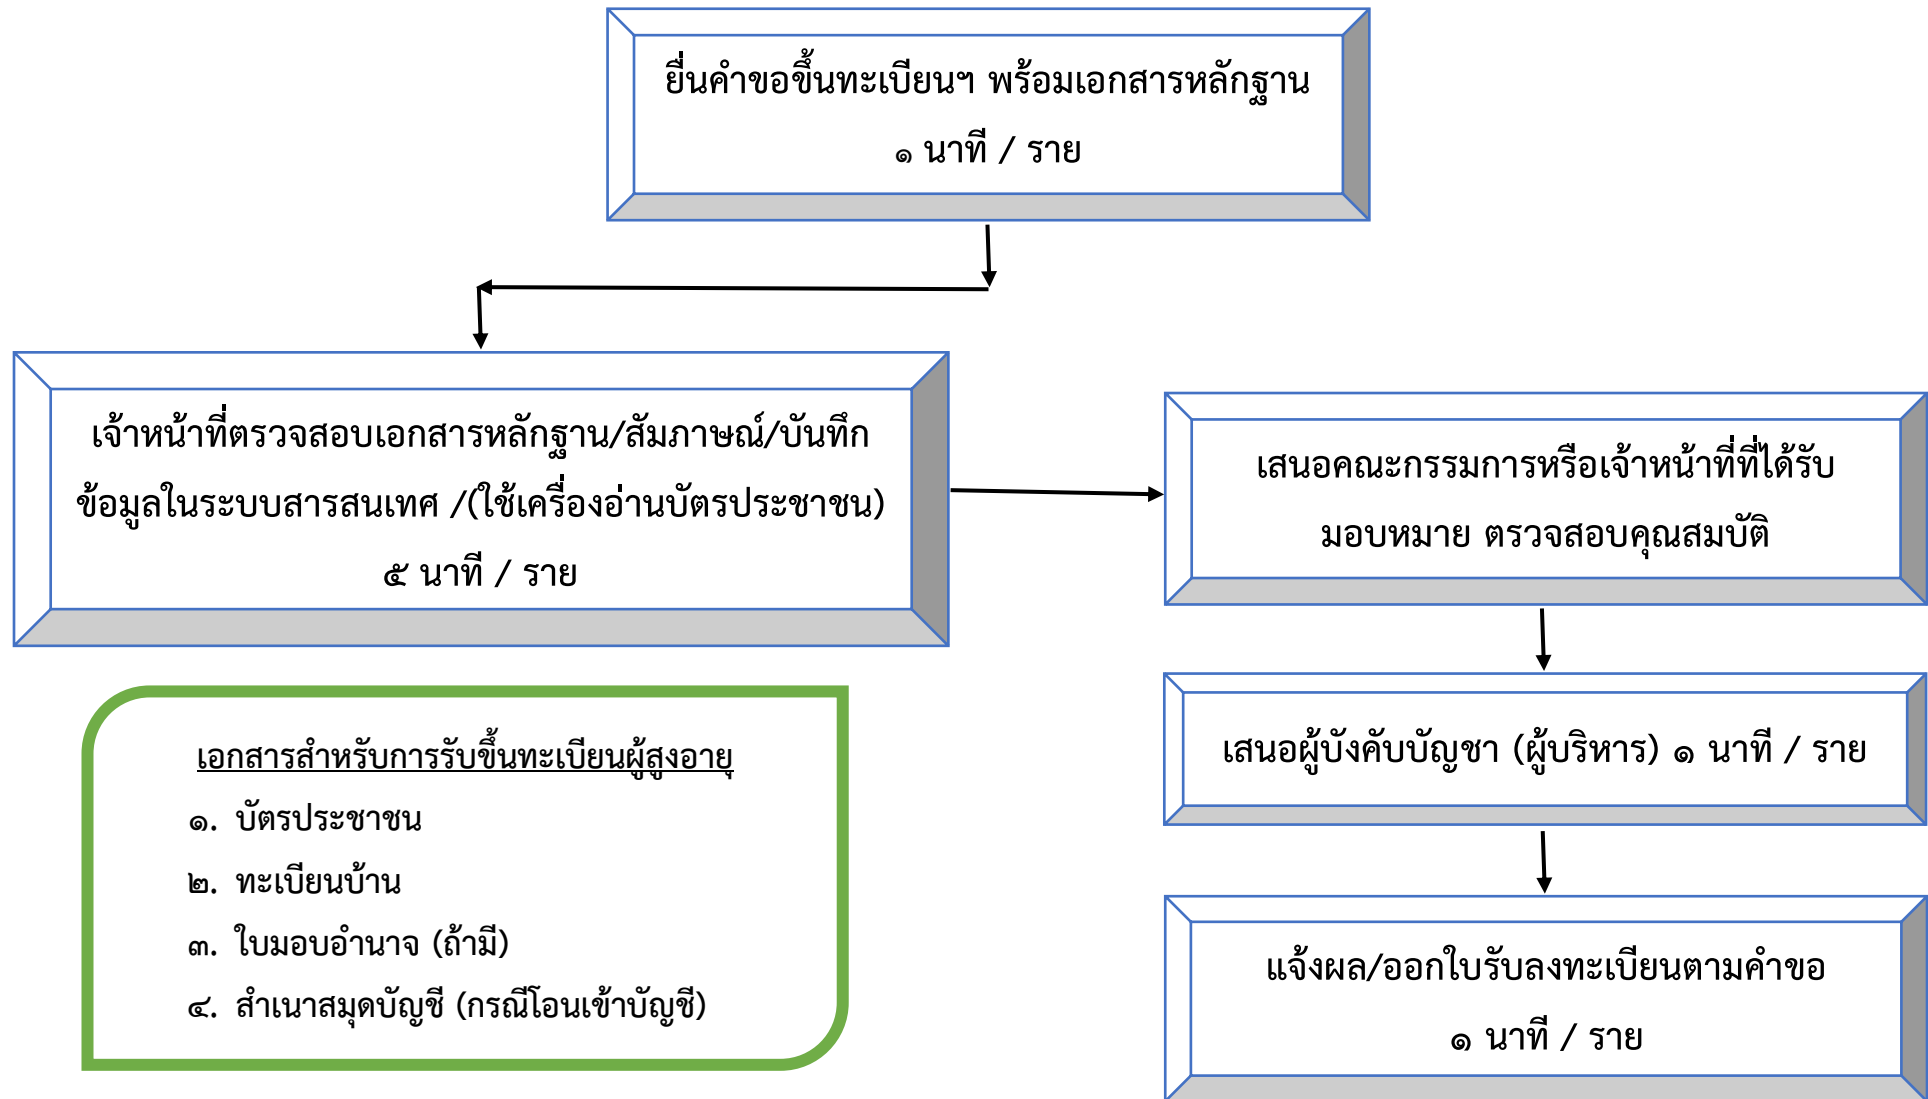 ยื่นคำขอขึ้นทะเบียนฯ พร้อมเอกสารหลักฐาน
๑ นาที / ราย
เจ้าหน้าที่ตรวจสอบเอกสารหลักฐาน/สัมภาษณ์/บันทึก
ข้อมูลในระบบสารสนเทศ /(ใช้เครื่องอ่านบัตรประชาชน)
๕ นาที / ราย
เสนอคณะกรรมการหรือเจ้าหน้าที่ที่ได้รับ
มอบหมาย ตรวจสอบคุณสมบัติ
เสนอผู้บังคับบัญชา (ผู้บริหาร) ๑ นาที / ราย
แจ้งผล/ออกใบรับลงทะเบียนตามคำขอ
๑ นาที / ราย
เอกสารสำหรับการรับขึ้นทะเบียนผู้สูงอายุ
๑. บัตรประชาชน
๒. ทะเบียนบ้าน
๓. ใบมอบอำนาจ (ถ้ามี)
๔. สำเนาสมุดบัญชี (กรณีโอนเข้าบัญชี)